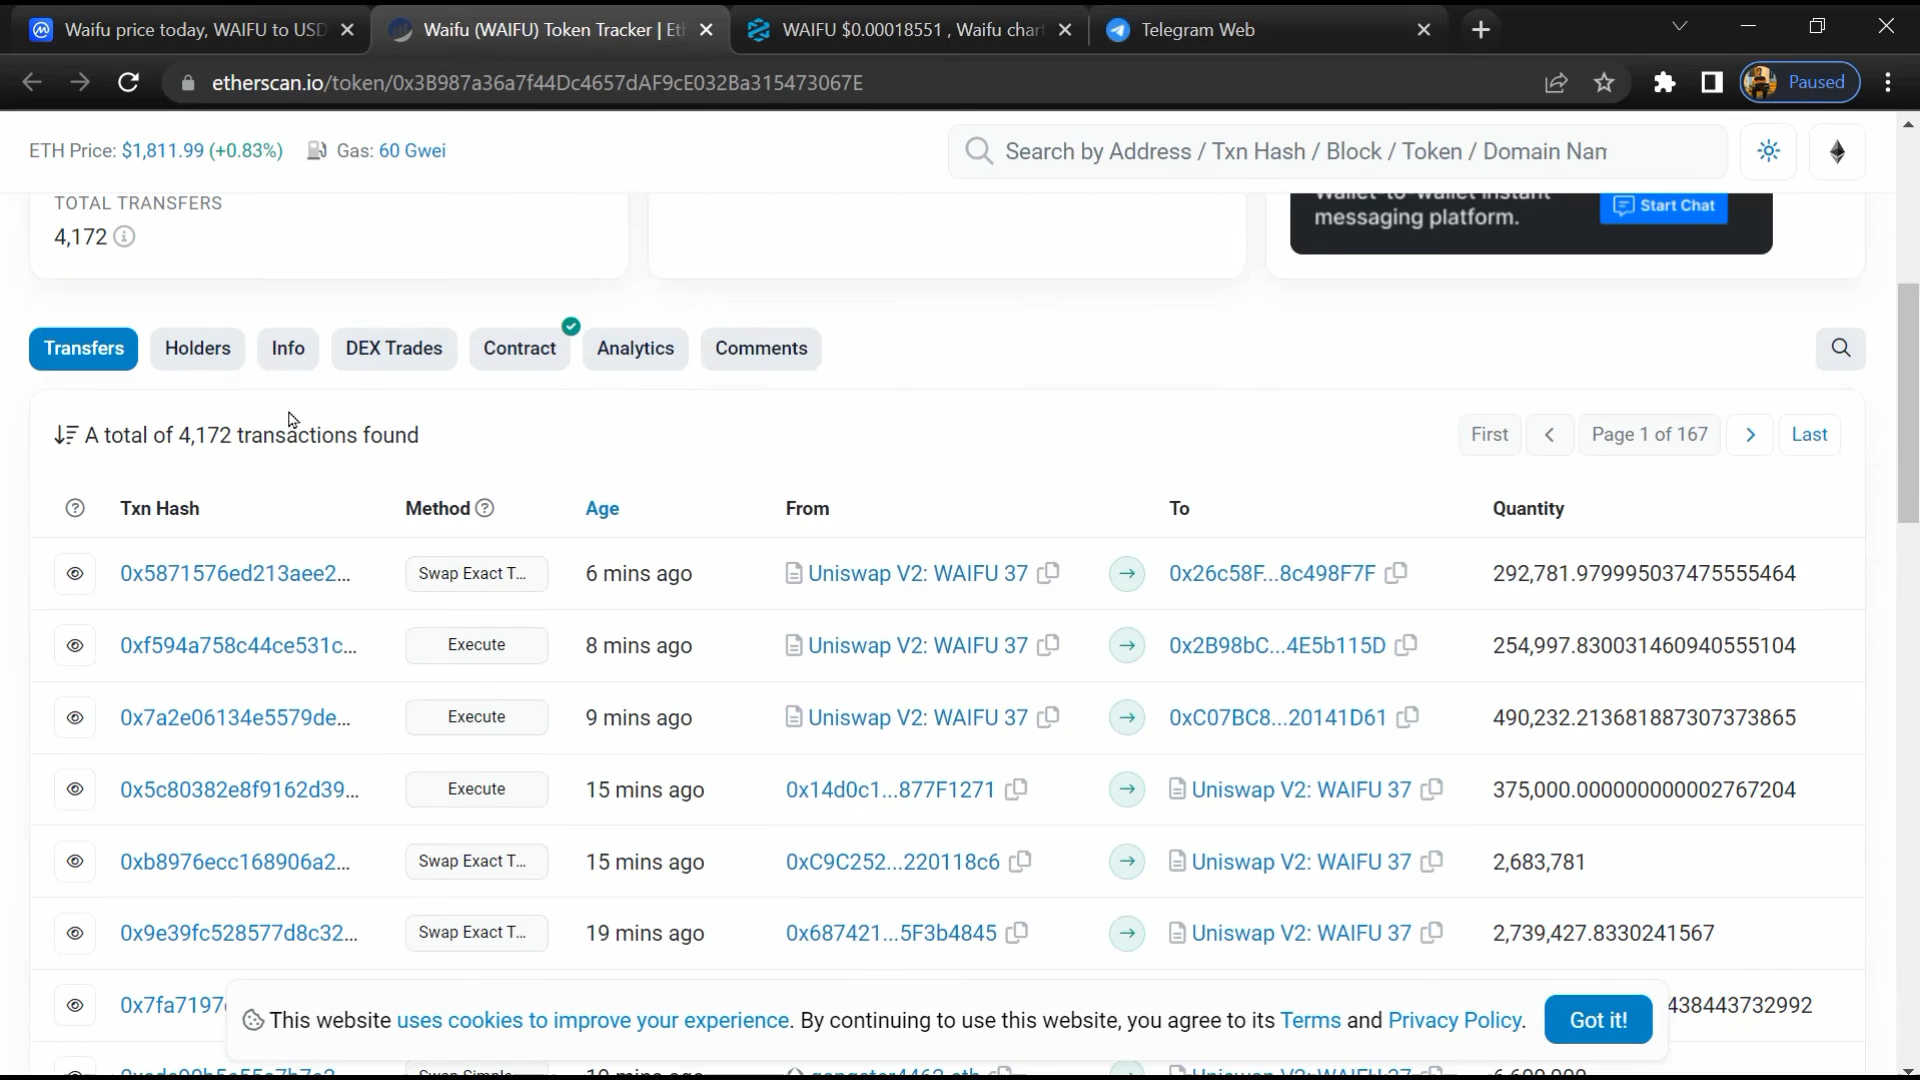 Waifu price today, WAIFU to USD
Waifu (WAIFU) Token Tracker | Et
WAIFU $0.00018551 , Waifu chart
Telegram Web
etherscan.io/token/0x3B987a36a7f44Dc4657dAF9cE032Ba315473067E
Paused
ETH Price: $1,811.99 (+0.83%) Gas: 60 Gwei
Search by Address / Txn Hash / Block / Token / Domain Nam
TOTAL TRANSFERS
4,172
Wallet-to-wallet instant
messaging platform.
Start Chat
Transfers Holders Info DEX Trades Contract Analytics Comments
A total of 4,172 transactions found
First < Page 1 of 167 > Last
Txn Hash Method Age From To Quantity
0x5871576ed213aee2... Swap Exact T... 6 mins ago Uniswap V2: WAIFU 37 0x26c58F...8c498F7F 292,781.979995037475555464
0xf594a758c44ce531c... Execute 8 mins ago Uniswap V2: WAIFU 37 0x2B98bC...4E5b115D 254,997.830031460940555104
0x7a2e06134e5579de... Execute 9 mins ago Uniswap V2: WAIFU 37 0xC07BC8...20141D61 490,232.213681887307373865
0x5c80382e8f9162d39... Execute 15 mins ago 0x14d0c1...877F1271 Uniswap V2: WAIFU 37 375,000.000000000002767204
0xb8976ecc168906a2... Swap Exact T... 15 mins ago 0xC9C252...220118c6 Uniswap V2: WAIFU 37 2,683,781
0x9e39fc528577d8c32... Swap Exact T... 19 mins ago 0x687421...5F3b4845 Uniswap V2: WAIFU 37 2,739,427.8330241567
0x7fa7197 438443732992
This website uses cookies to improve your experience. By continuing to use this website, you agree to its Terms and Privacy Policy.
Got it!